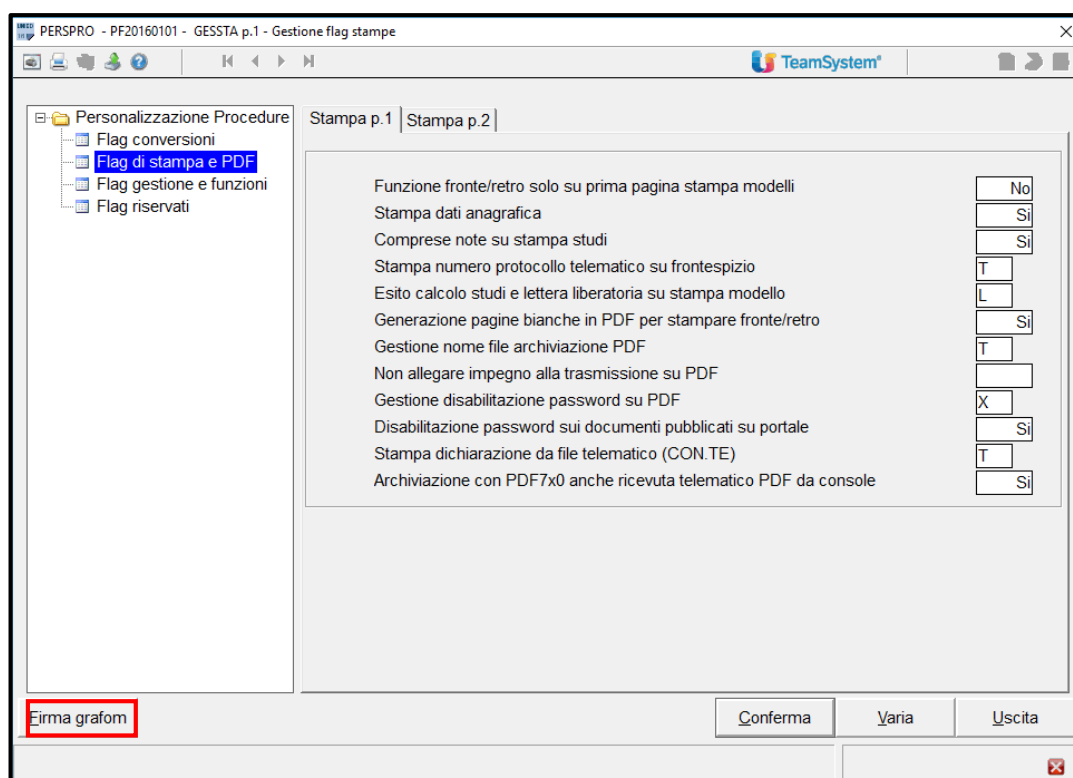 PERSPRO - PF20160101 - GESSTA p.1 - Gestione flag stampe
TeamSystem®
Personalizzazione Procedure
Flag conversioni
Flag di stampa e PDF
Flag gestione e funzioni
Flag riservati
Stampa p.1 Stampa p.2
Funzione fronte/retro solo su prima pagina stampa modelli No
Stampa dati anagrafica Si
Comprese note su stampa studi Si
Stampa numero protocollo telematico su frontespizio T
Esito calcolo studi e lettera liberatoria su stampa modello L
Generazione pagine bianche in PDF per stampare fronte/retro Si
Gestione nome file archiviazione PDF T
Non allegare impegno alla trasmissione su PDF
Gestione disabilitazione password su PDF X
Disabilitazione password sui documenti pubblicati su portale Si
Stampa dichiarazione da file telematico (CON.TE) T
Archiviazione con PDF7x0 anche ricevuta telematico PDF da console Si
Firma grafom Conferma Varia Uscita